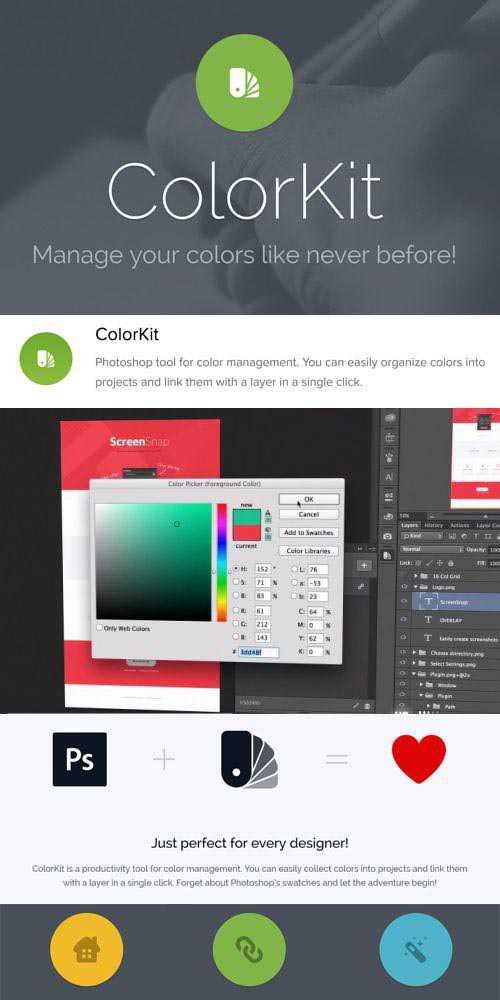 ColorKit
Manage your colors like never before!
ColorKit
Photoshop tool for color management. You can easily organize colors into
projects and link them with a layer in a single click.
ScreenSnap
Color Picker (Foreground Color)
new
current
OK
Cancel
Add to Swatches
Color Libraries
H: 152 °
S: 71 %
B: 83 %
R: 61
G: 212
B: 143
L: 76
a: -53
b: 23
C: 64 %
M: 0 %
Y: 62 %
K: 0 %
Only Web Colors
# 3dd48f
Layers
Channels
Paths
Kind
Normal
Lock:
16 Col Grid
Logo.png
ScreenSnap
OVERLAY
Easily create screenshots
Choose directory.png
Select Settings.png
Plugin.png+@2x
Window
Plugin
Path
Ps + =
Just perfect for every designer!
ColorKit is a productivity tool for color management. You can easily collect colors into projects and link them
with a layer in a single click. Forget about Photoshop's swatches and let the adventure begin!